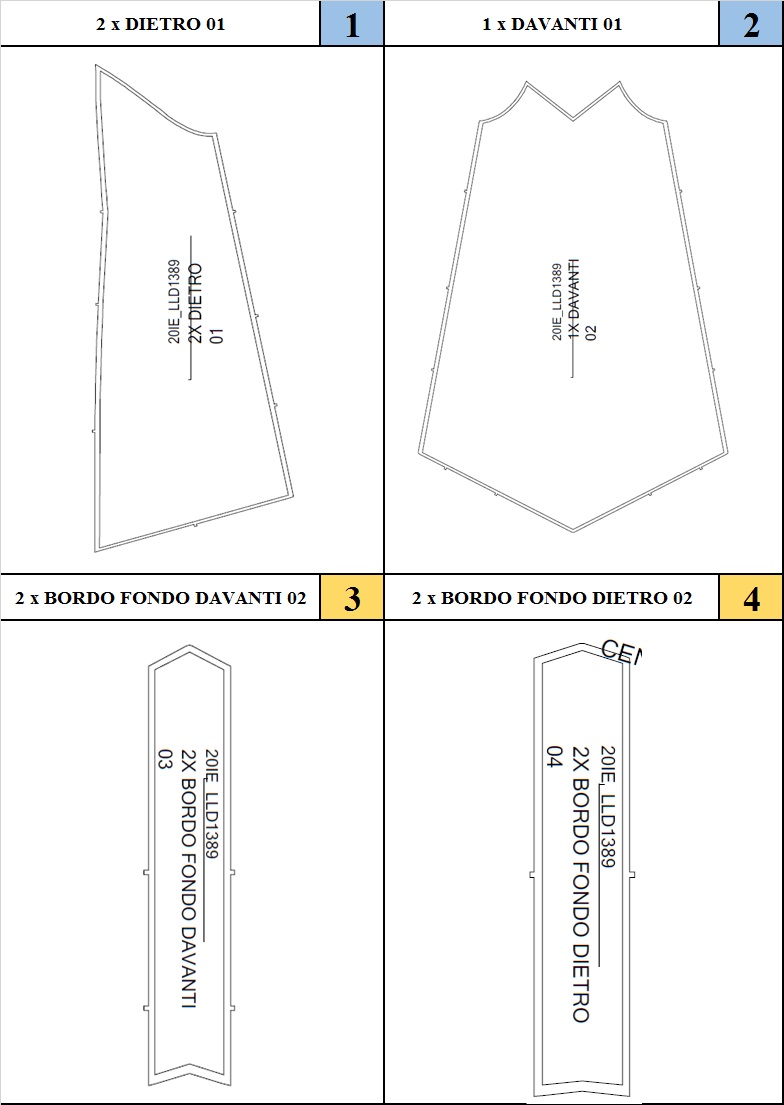 2 x DIETRO 01
1
1 x DAVANTI 01
2
20IE_LLD1389
2X DIETRO
01
20IE_LLD1389
1X DAVANTI
02
2 x BORDO FONDO DAVANTI 02
3
2 x BORDO FONDO DIETRO 02
4
20IE_LLD1389
2X BORDO FONDO DAVANTI
03
CEN
20IE_LLD1389
2X BORDO FONDO DIETRO
04